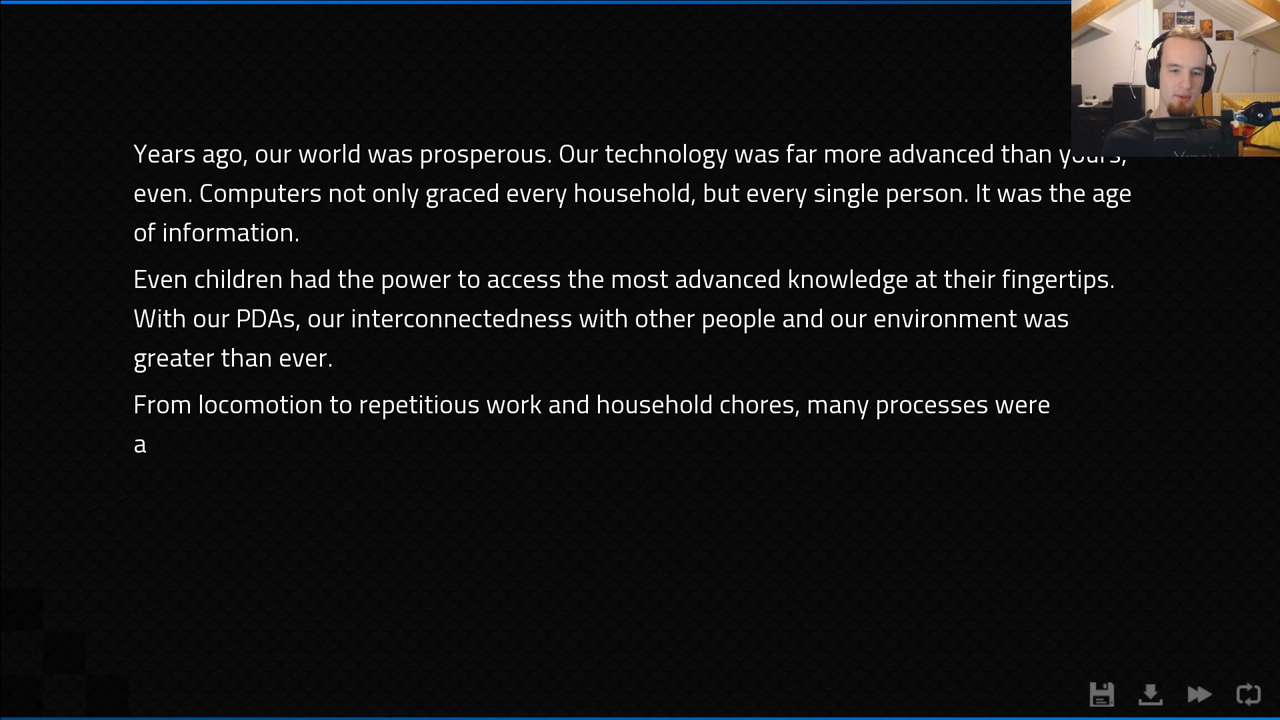 Years ago, our world was prosperous. Our technology was far more advanced than yours,
even. Computers not only graced every household, but every single person. It was the age
of information.
Even children had the power to access the most advanced knowledge at their fingertips.
With our PDAs, our interconnectedness with other people and our environment was
greater than ever.
From locomotion to repetitious work and household chores, many processes were
a